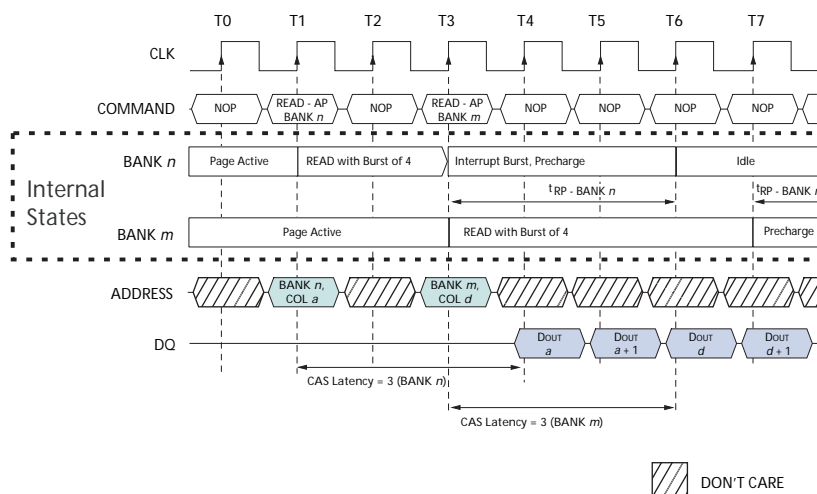 T0 T1 T2 T3 T4 T5 T6 T7
CLK
COMMAND NOP READ - AP BANK n NOP READ - AP BANK m NOP NOP NOP NOP
Internal States
BANK n Page Active READ with Burst of 4 Interrupt Burst, Precharge Idle
tRP - BANK n tRP - BANK
BANK m Page Active READ with Burst of 4 Precharge
ADDRESS BANK n, COL a BANK m, COL d
DQ DOUT a DOUT a + 1 DOUT d DOUT d + 1
CAS Latency = 3 (BANK n)
CAS Latency = 3 (BANK m)
DON'T CARE